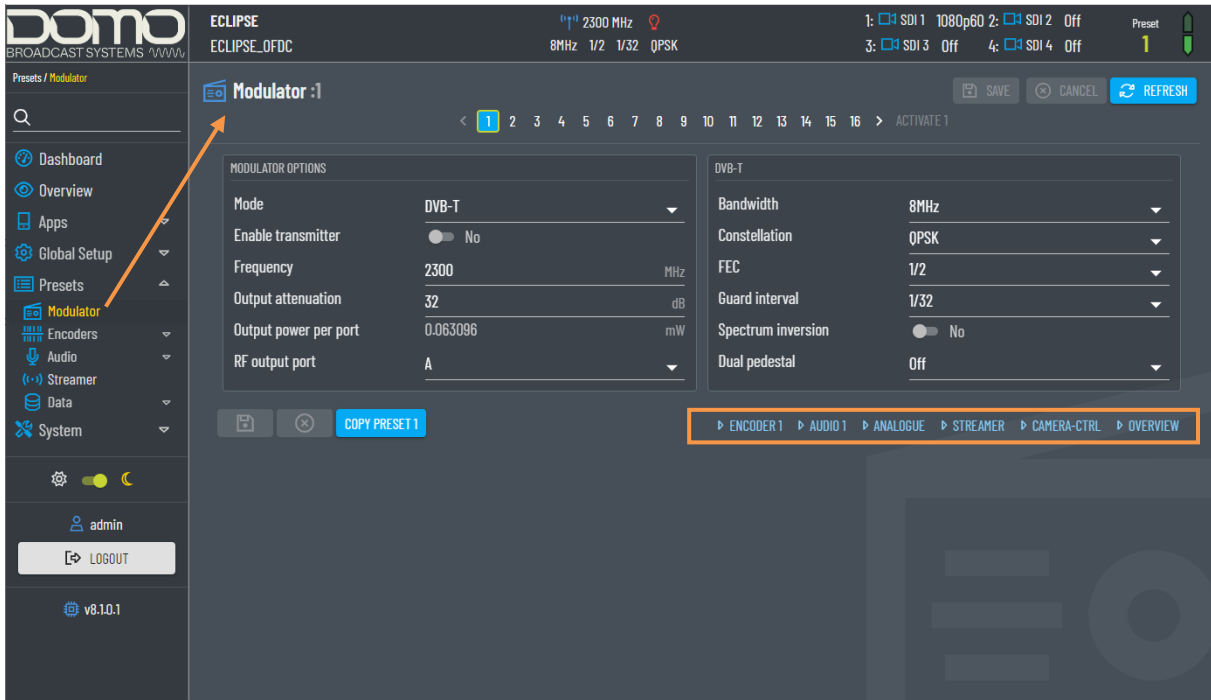 DOMO
BROADCAST SYSTEMS
ECLIPSE
ECLIPSE_OFDC
2300 MHz
8MHz 1/2 1/32 QPSK
1: SDI 1 1080p60 2: SDI 2 Off
3: SDI 3 Off 4: SDI 4 Off
Preset
1
Presets / Modulator
Dashboard
Overview
Apps
Global Setup
Presets
Modulator
Encoders
Audio
Streamer
Data
System
admin
LOGOUT
v8.1.0.1
Modulator :1
SAVE CANCEL REFRESH
< 1 2 3 4 5 6 7 8 9 10 11 12 13 14 15 16 > ACTIVATE 1
MODULATOR OPTIONS
Mode DVB-T
Enable transmitter No
Frequency 2300 MHz
Output attenuation 32 dB
Output power per port 0.063096 mW
RF output port A
DVB-T
Bandwidth 8MHz
Constellation QPSK
FEC 1/2
Guard interval 1/32
Spectrum inversion No
Dual pedestal Off
COPY PRESET 1
ENCODER 1 AUDIO 1 ANALOGUE STREAMER CAMERA-CTRL OVERVIEW